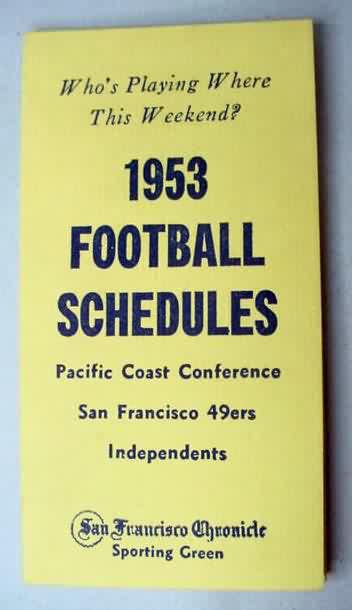 Who's Playing Where
This Weekend?
1953
FOOTBALL
SCHEDULES
Pacific Coast Conference
San Francisco 49ers
Independents
San Francisco Chronicle
Sporting Green